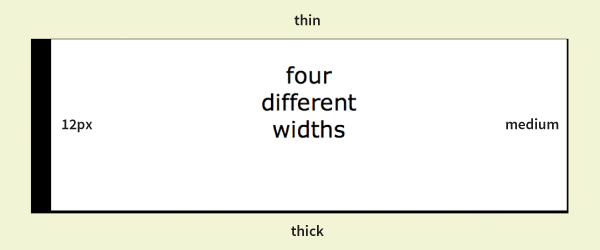 thin
four
different
widths
12px
medium
thick